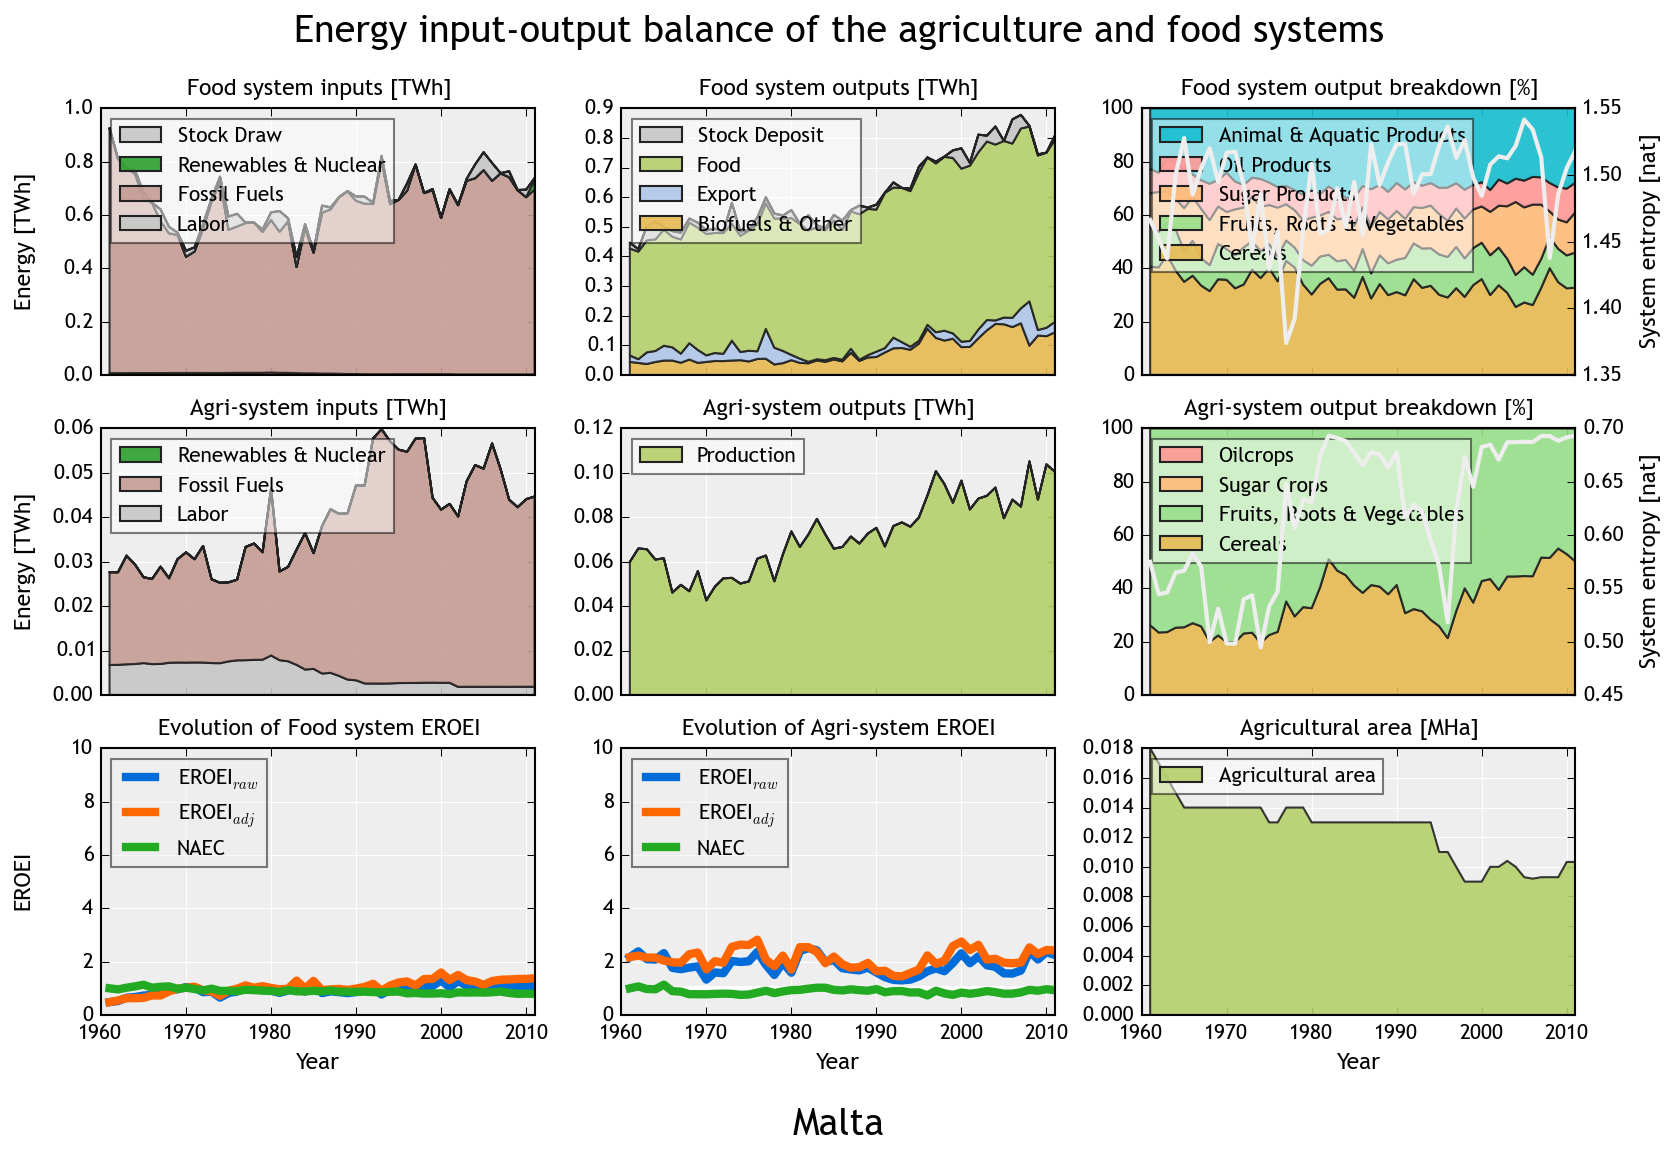 Energy input-output balance of the agriculture and food systems
Food system inputs [TWh]
Energy [TWh]
1.0
0.8
0.6
0.4
0.2
0.0
Stock Draw
Renewables & Nuclear
Fossil Fuels
Labor
Food system outputs [TWh]
0.9
0.8
0.7
0.6
0.5
0.4
0.3
0.2
0.1
0.0
Stock Deposit
Food
Export
Biofuels & Other
Food system output breakdown [%]
100
80
60
40
20
0
Animal & Aquatic Products
Oil Products
Sugar Products
Fruits, Roots & Vegetables
Cereals
1.55
1.50
1.45
1.40
1.35
System entropy [nat]
Agri-system inputs [TWh]
Energy [TWh]
0.06
0.05
0.04
0.03
0.02
0.01
0.00
Renewables & Nuclear
Fossil Fuels
Labor
Agri-system outputs [TWh]
0.12
0.10
0.08
0.06
0.04
0.02
0.00
Production
Agri-system output breakdown [%]
100
80
60
40
20
0
Oilcrops
Sugar Crops
Fruits, Roots & Vegetables
Cereals
0.70
0.65
0.60
0.55
0.50
0.45
System entropy [nat]
Evolution of Food system EROEI
EROEI
10
8
6
4
2
0
EROEI_raw
EROEI_adj
NAEC
1960 1970 1980 1990 2000 2010
Year
Evolution of Agri-system EROEI
10
8
6
4
2
0
EROEI_raw
EROEI_adj
NAEC
1960 1970 1980 1990 2000 2010
Year
Agricultural area [MHa]
0.018
0.016
0.014
0.012
0.010
0.008
0.006
0.004
0.002
0.000
Agricultural area
1960 1970 1980 1990 2000 2010
Year
Malta